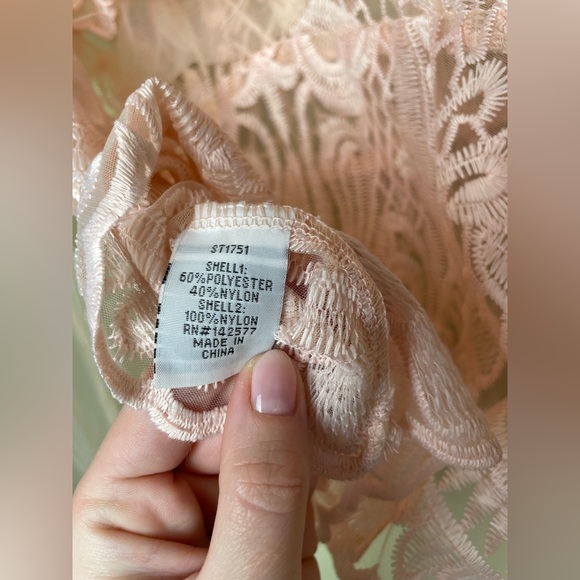 ST1751
SHELL1:
60%POLYESTER
40%NYLON
SHELL2:
100%NYLON
RN#142577
MADE IN
CHINA